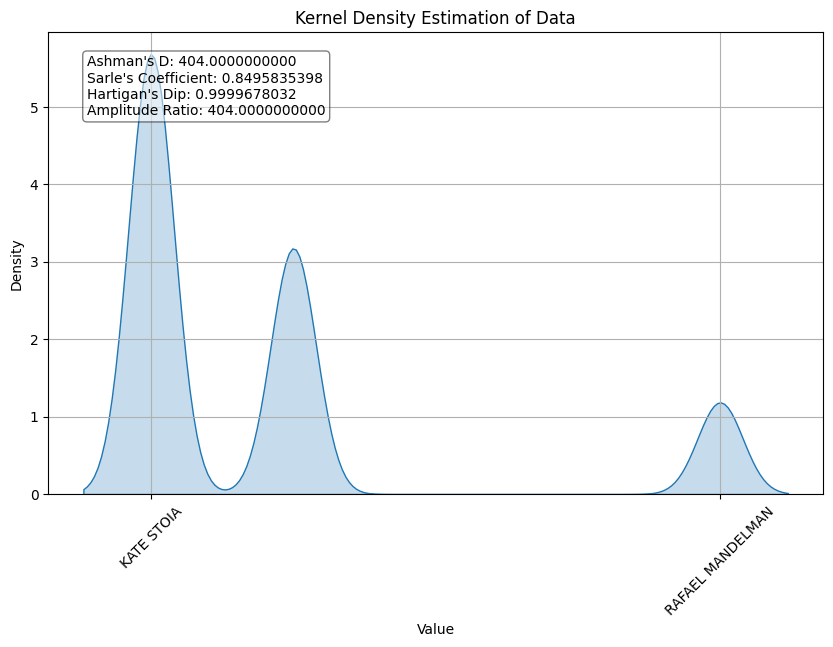 Kernel Density Estimation of Data
Ashman's D: 404.0000000000
Sarle's Coefficient: 0.8495835398
Hartigan's Dip: 0.9999678032
Amplitude Ratio: 404.0000000000
Density
5
4
3
2
1
0
KATE STOIA
RAFAEL MANDELMAN
Value